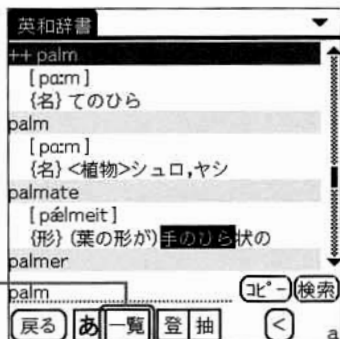 英和辞書
++ palm
[pɑːm]
{名} てのひら
palm
[pɑːm]
{名} <植物>シュロ,ヤシ
palmate
[pǽlmeit]
{形} (葉の形が)手のひら状の
palmer
palm
コピー 検索
戻る あ 一覧 登 抽 < a